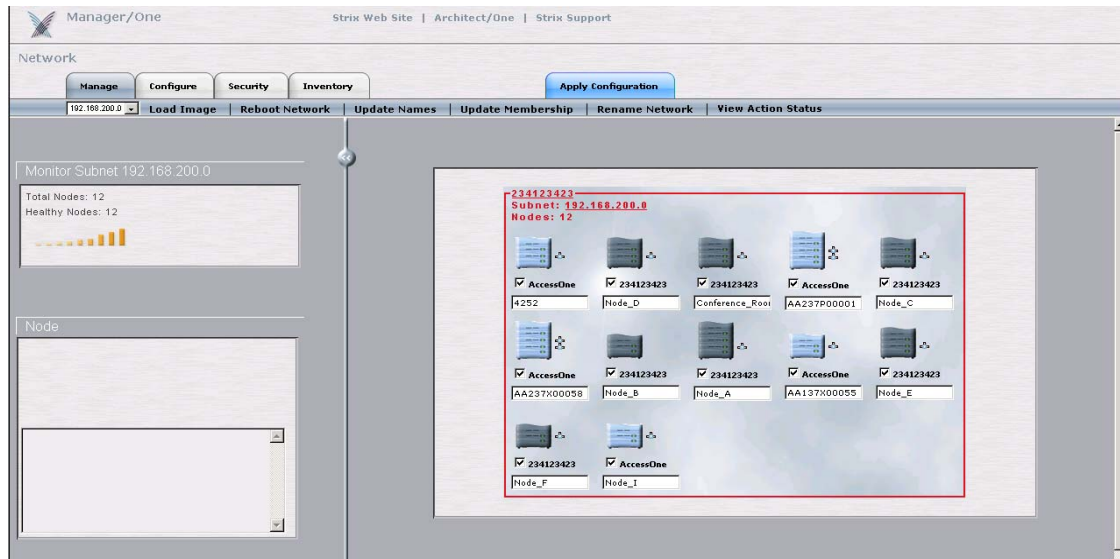 Manager/One
Strix Web Site | Architect/One | Strix Support
Network
Manage Configure Security Inventory Apply Configuration
192.168.200.0 Load Image | Reboot Network | Update Names | Update Membership | Rename Network | View Action Status
Monitor Subnet 192.168.200.0
Total Nodes: 12
Healthy Nodes: 12
Node
234123423
Subnet: 192.168.200.0
Nodes: 12
AccessOne 234123423 234123423 AccessOne 234123423
4252 Node_D Conference_Rooı AA237P00001 Node_C
AccessOne 234123423 234123423 AccessOne 234123423
AA237X00058 Node_B Node_A AA137X00055 Node_E
234123423 AccessOne
Node_F Node_I